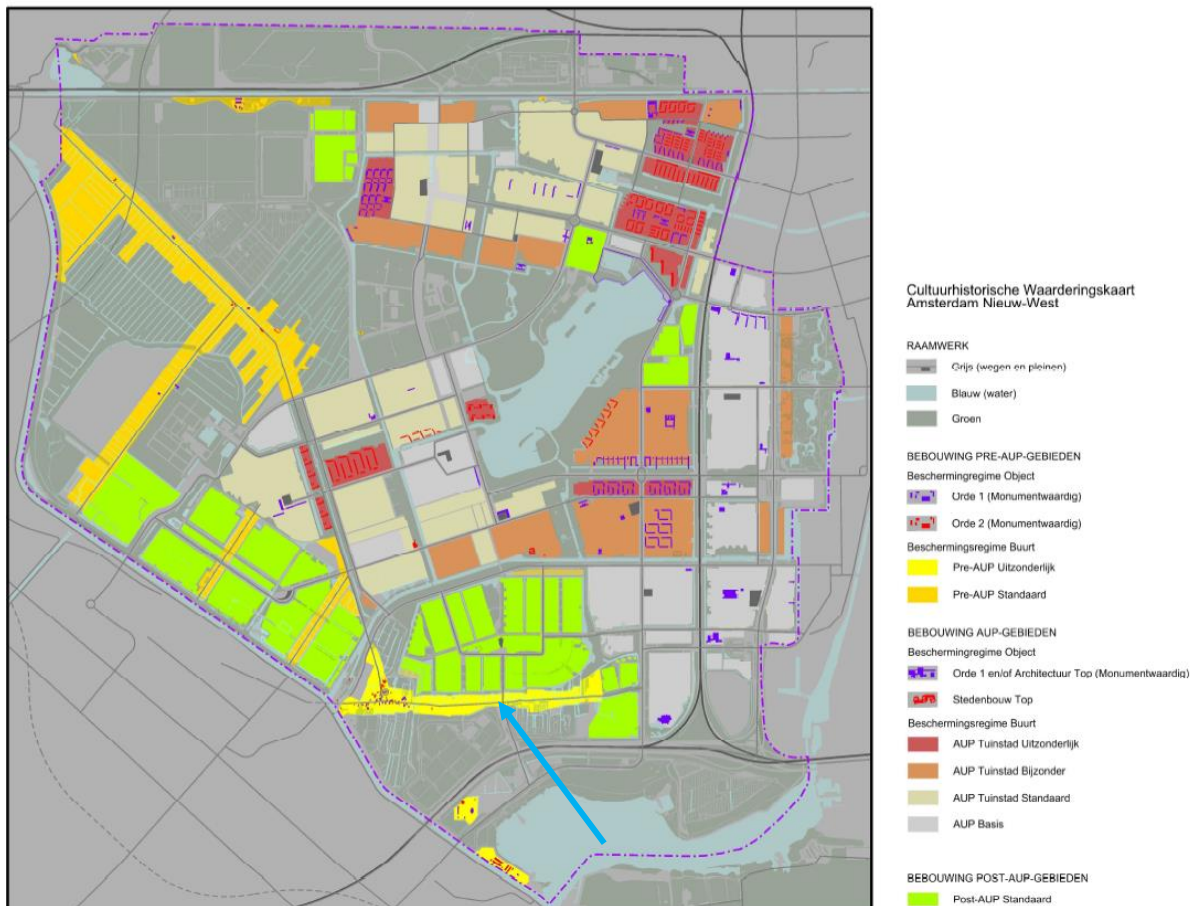 Cultuurhistorische Waarderingskaart
Amsterdam Nieuw-West
RAAMWERK
Grijs (wegen en pleinen)
Blauw (water)
Groen
BEBOUWING PRE-AUP-GEBIEDEN
Beschermingregime Object
Orde 1 (Monumentwaardig)
Orde 2 (Monumentwaardig)
Beschermingsregime Buurt
Pre-AUP Uitzonderlijk
Pre-AUP Standaard
BEBOUWING AUP-GEBIEDEN
Beschermingregime Object
Orde 1 en/of Architectuur Top (Monumentwaardig)
Stedenbouw Top
Beschermingsregime Buurt
AUP Tuinstad Uitzonderlijk
AUP Tuinstad Bijzonder
AUP Tuinstad Standaard
AUP Basis
BEBOUWING POST-AUP-GEBIEDEN
Post-AUP Standaard